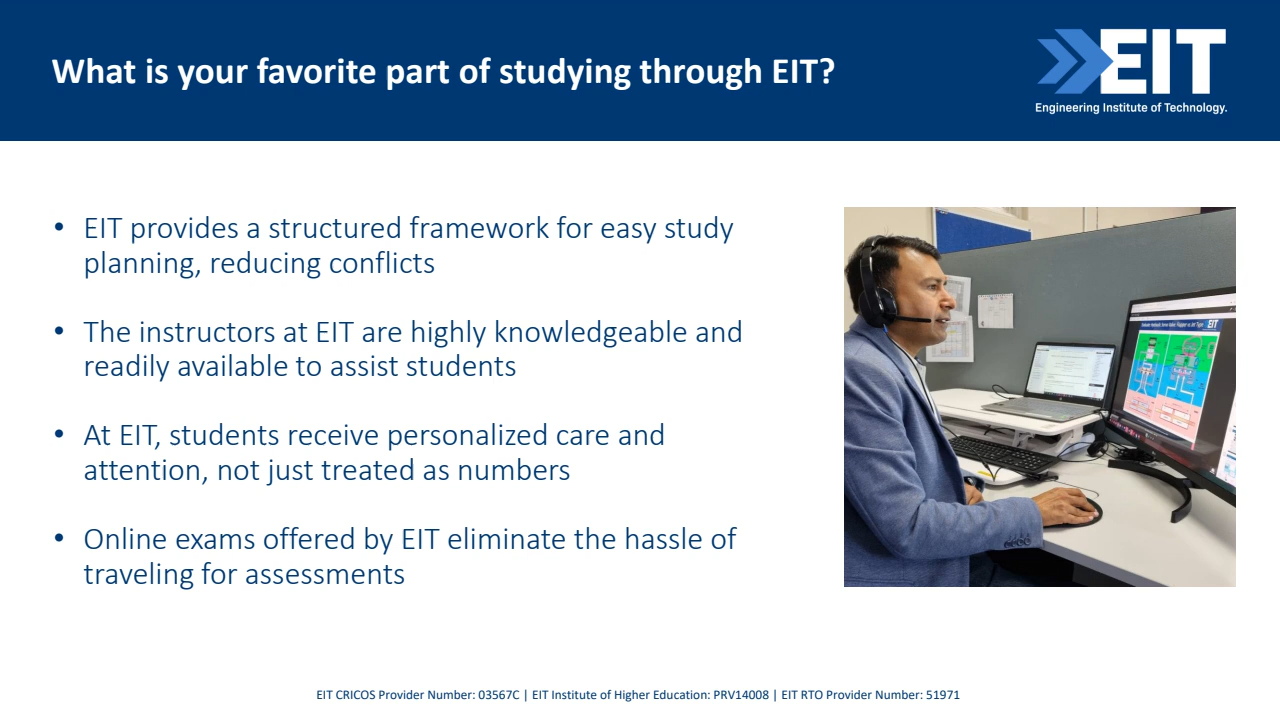 What is your favorite part of studying through EIT?
EIT
Engineering Institute of Technology.
• EIT provides a structured framework for easy study
planning, reducing conflicts
• The instructors at EIT are highly knowledgeable and
readily available to assist students
• At EIT, students receive personalized care and
attention, not just treated as numbers
• Online exams offered by EIT eliminate the hassle of
traveling for assessments
EIT
EIT CRICOS Provider Number: 03567C | EIT Institute of Higher Education: PRV14008 | EIT RTO Provider Number: 51971